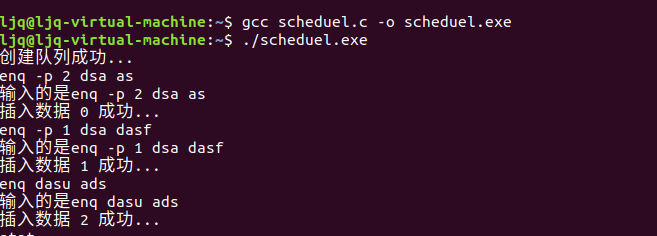 ljq@ljq-virtual-machine:~$ gcc scheduel.c -o scheduel.exe
ljq@ljq-virtual-machine:~$ ./scheduel.exe
创建队列成功...
enq -p 2 dsa as
输入的是enq -p 2 dsa as
插入数据 0 成功...
enq -p 1 dsa dasf
输入的是enq -p 1 dsa dasf
插入数据 1 成功...
enq dasu ads
输入的是enq dasu ads
插入数据 2 成功...